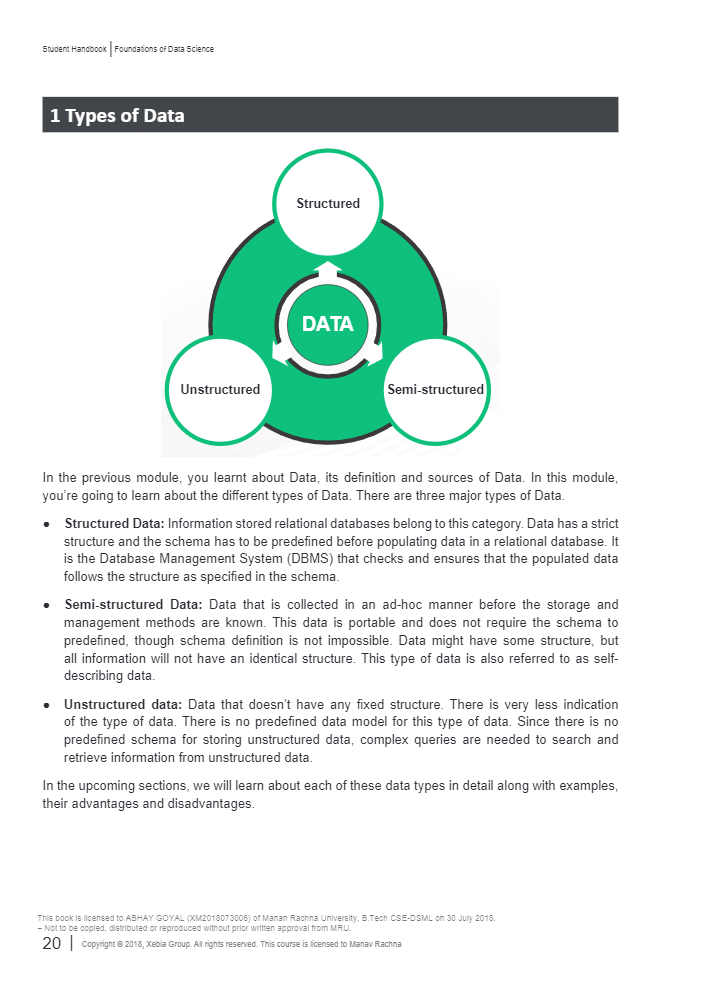 Student Handbook | Foundations of Data Science
1 Types of Data
Structured
DATA
Unstructured
Semi-structured
In the previous module, you learnt about Data, its definition and sources of Data. In this module,
you're going to learn about the different types of Data. There are three major types of Data.
● Structured Data: Information stored relational databases belong to this category. Data has a strict
structure and the schema has to be predefined before populating data in a relational database. It
is the Database Management System (DBMS) that checks and ensures that the populated data
follows the structure as specified in the schema.
● Semi-structured Data: Data that is collected in an ad-hoc manner before the storage and
management methods are known. This data is portable and does not require the schema to
predefined, though schema definition is not impossible. Data might have some structure, but
all information will not have an identical structure. This type of data is also referred to as self-
describing data.
● Unstructured data: Data that doesn't have any fixed structure. There is very less indication
of the type of data. There is no predefined data model for this type of data. Since there is no
predefined schema for storing unstructured data, complex queries are needed to search and
retrieve information from unstructured data.
In the upcoming sections, we will learn about each of these data types in detail along with examples,
their advantages and disadvantages.
This book is licensed to ABHAY GOYAL (XM2018073006) of Manan Rachna University, B.Tech CSE-DSML on 30 July 2018.
– Not to be copied, distributed or reproduced without prior written approval from MRU.
20 | Copyright © 2018, Xebia Group. All rights reserved. This course is licensed to Manav Rachna